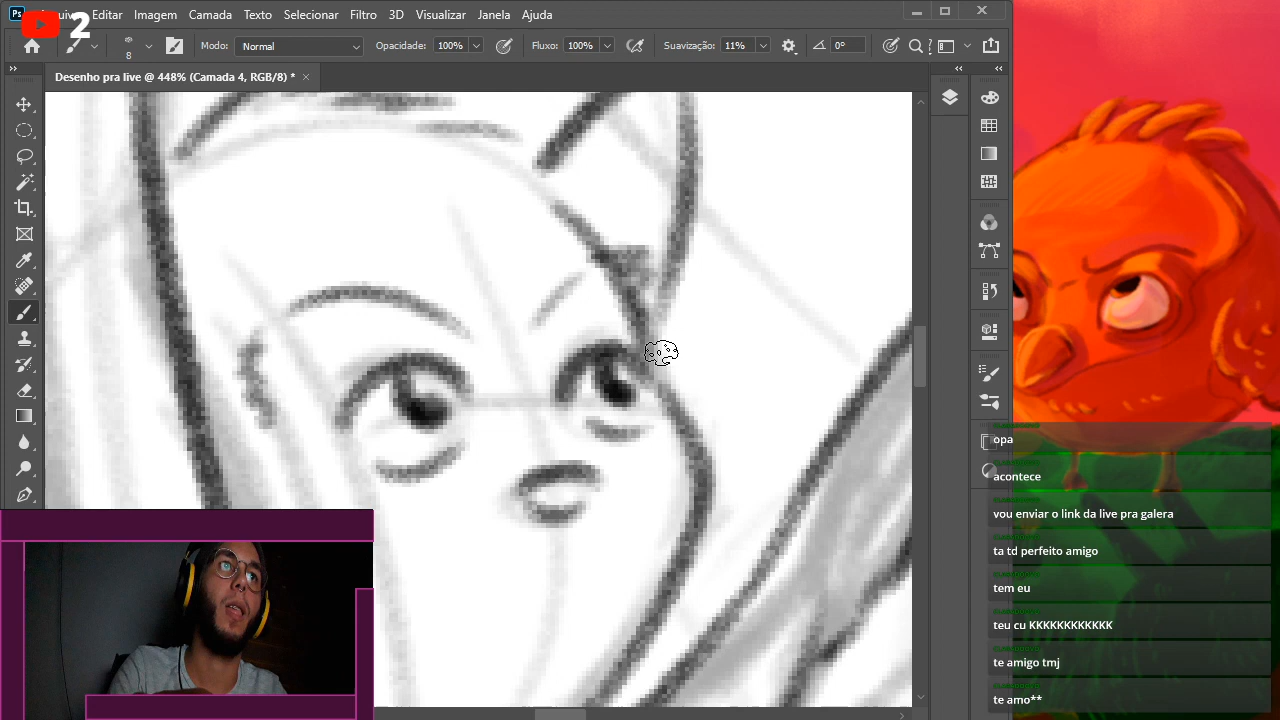 Ps Arquivo Editar Imagem Camada Texto Selecionar Filtro 3D Visualizar Janela Ajuda
2
8 Modo: Normal Opacidade: 100% Fluxo: 100% Suavização: 11% 0°
Desenho pra live @ 448% (Camada 4, RGB/8) *
opa
acontece
vou enviar o link da live pra galera
ta td perfeito amigo
tem eu
teu cu KKKKKKKKKKKK
te amigo tmj
te amo**